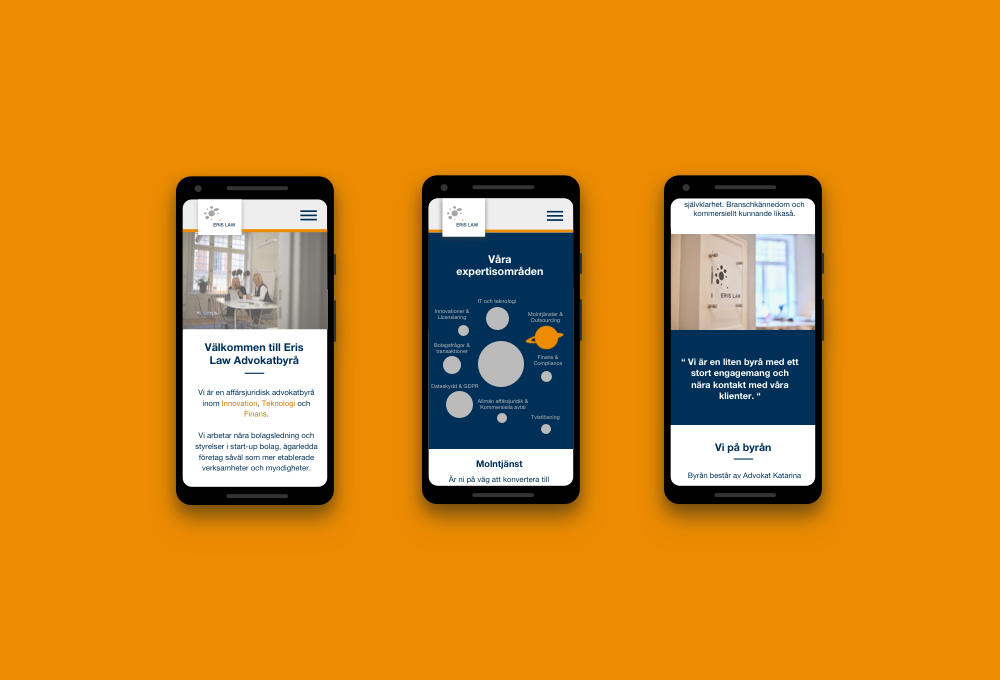 ERIS LAW
Välkommen till Eris
Law Advokatbyrå
Vi är en affärsjuridisk advokatbyrå
inom Innovation, Teknologi och
Finans.
Vi arbetar nära bolagsledning och
styrelser i start-up bolag, ägarledda
företag såväl som mer etablerade
verksamheter och myndigheter.
ERIS LAW
Våra
expertisområden
IT och teknologi
Innovationer &
Licensiering
Molntjänster &
Outsourcing
Bolagsfrågor &
transaktioner
Finans &
Compliance
Dataskydd & GDPR
Allmän affärsjuridik &
Kommersiella avtal
Tvistlösning
Molntjänst
Är ni på väg att konvertera till
självklarhet. Branschkännedom och
kommersiellt kunnande likaså.
ERIS LAW
“ Vi är en liten byrå med ett
stort engagemang och
nära kontakt med våra
klienter. “
Vi på byrån
Byrån består av Advokat Katarina